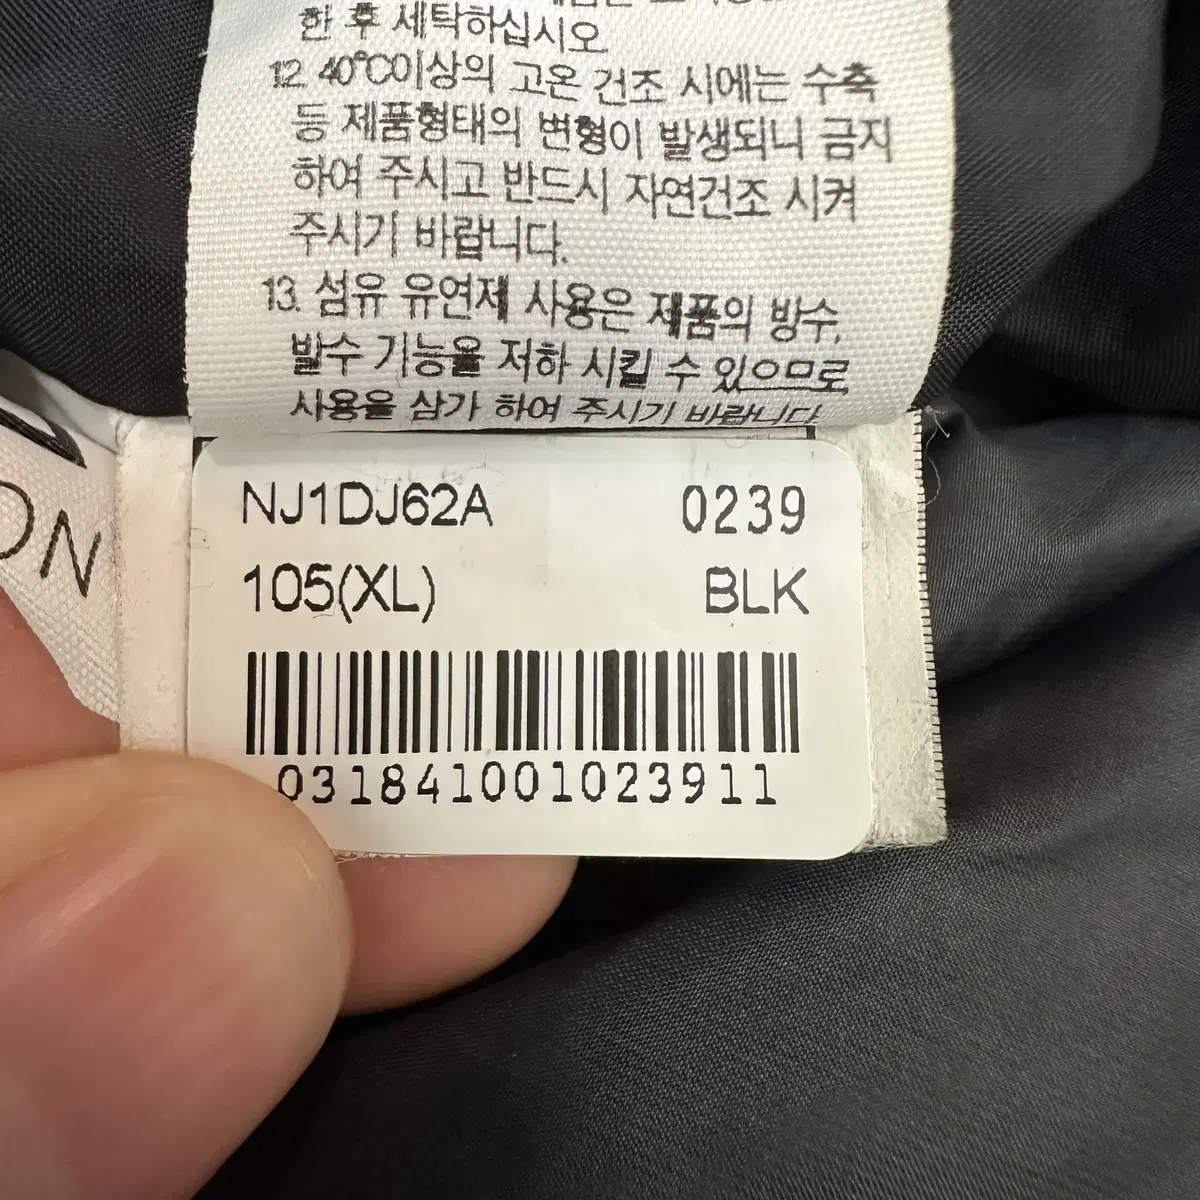 한 후 세탁하십시오
12. 40℃이상의 고온 건조 시에는 수축
등 제품형태의 변형이 발생되니 금지
하여 주시고 반드시 자연건조 시켜
주시기 바랍니다.
13. 섬유 유연제 사용은 제품의 방수,
발수 기능을 저하 시킬 수 있으므로
사용을 삼가 하여 주시기 바랍니다
ON
NJ1DJ62A 0239
105(XL) BLK
031841001023911